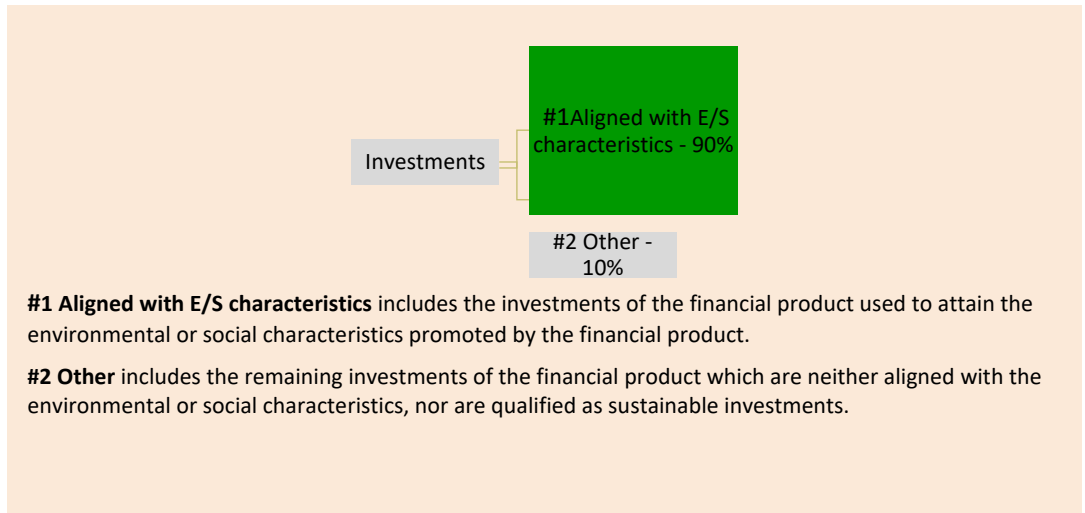 #1Aligned with E/S
characteristics - 90%
Investments
#2 Other -
10%
#1 Aligned with E/S characteristics includes the investments of the financial product used to attain the
environmental or social characteristics promoted by the financial product.
#2 Other includes the remaining investments of the financial product which are neither aligned with the
environmental or social characteristics, nor are qualified as sustainable investments.